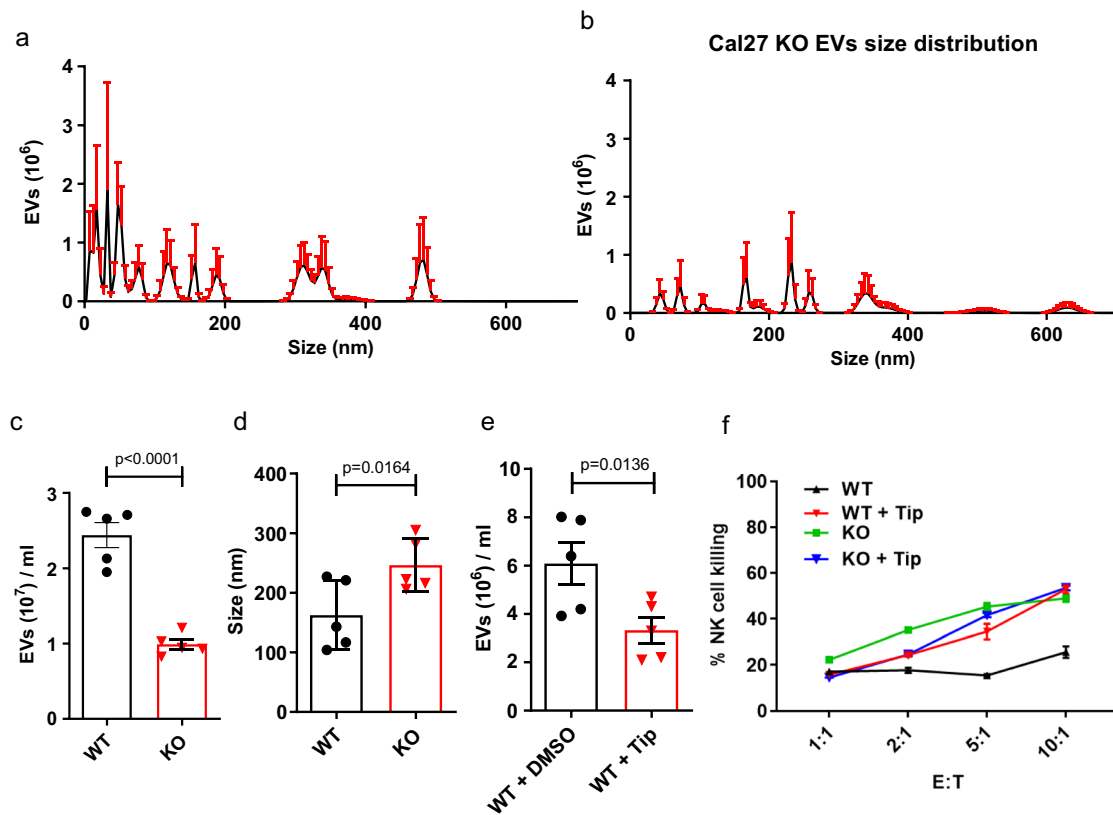 a
4
3
2
1
0
EVs (10⁶)
0 200 400 600
Size (nm)
b
Cal27 KO EVs size distribution
4
3
2
1
0
EVs (10⁶)
0 200 400 600
Size (nm)
c
p<0.0001
3
2
1
0
EVs (10⁷) / ml
WT
KO
d
p=0.0164
400
300
200
100
0
Size (nm)
WT
KO
e
p=0.0136
10
8
6
4
2
0
EVs (10⁶) / ml
WT + DMSO
WT + Tip
f
100
80
60
40
20
0
% NK cell killing
WT
WT + Tip
KO
KO + Tip
1:1 2:1 5:1 10:1
E:T